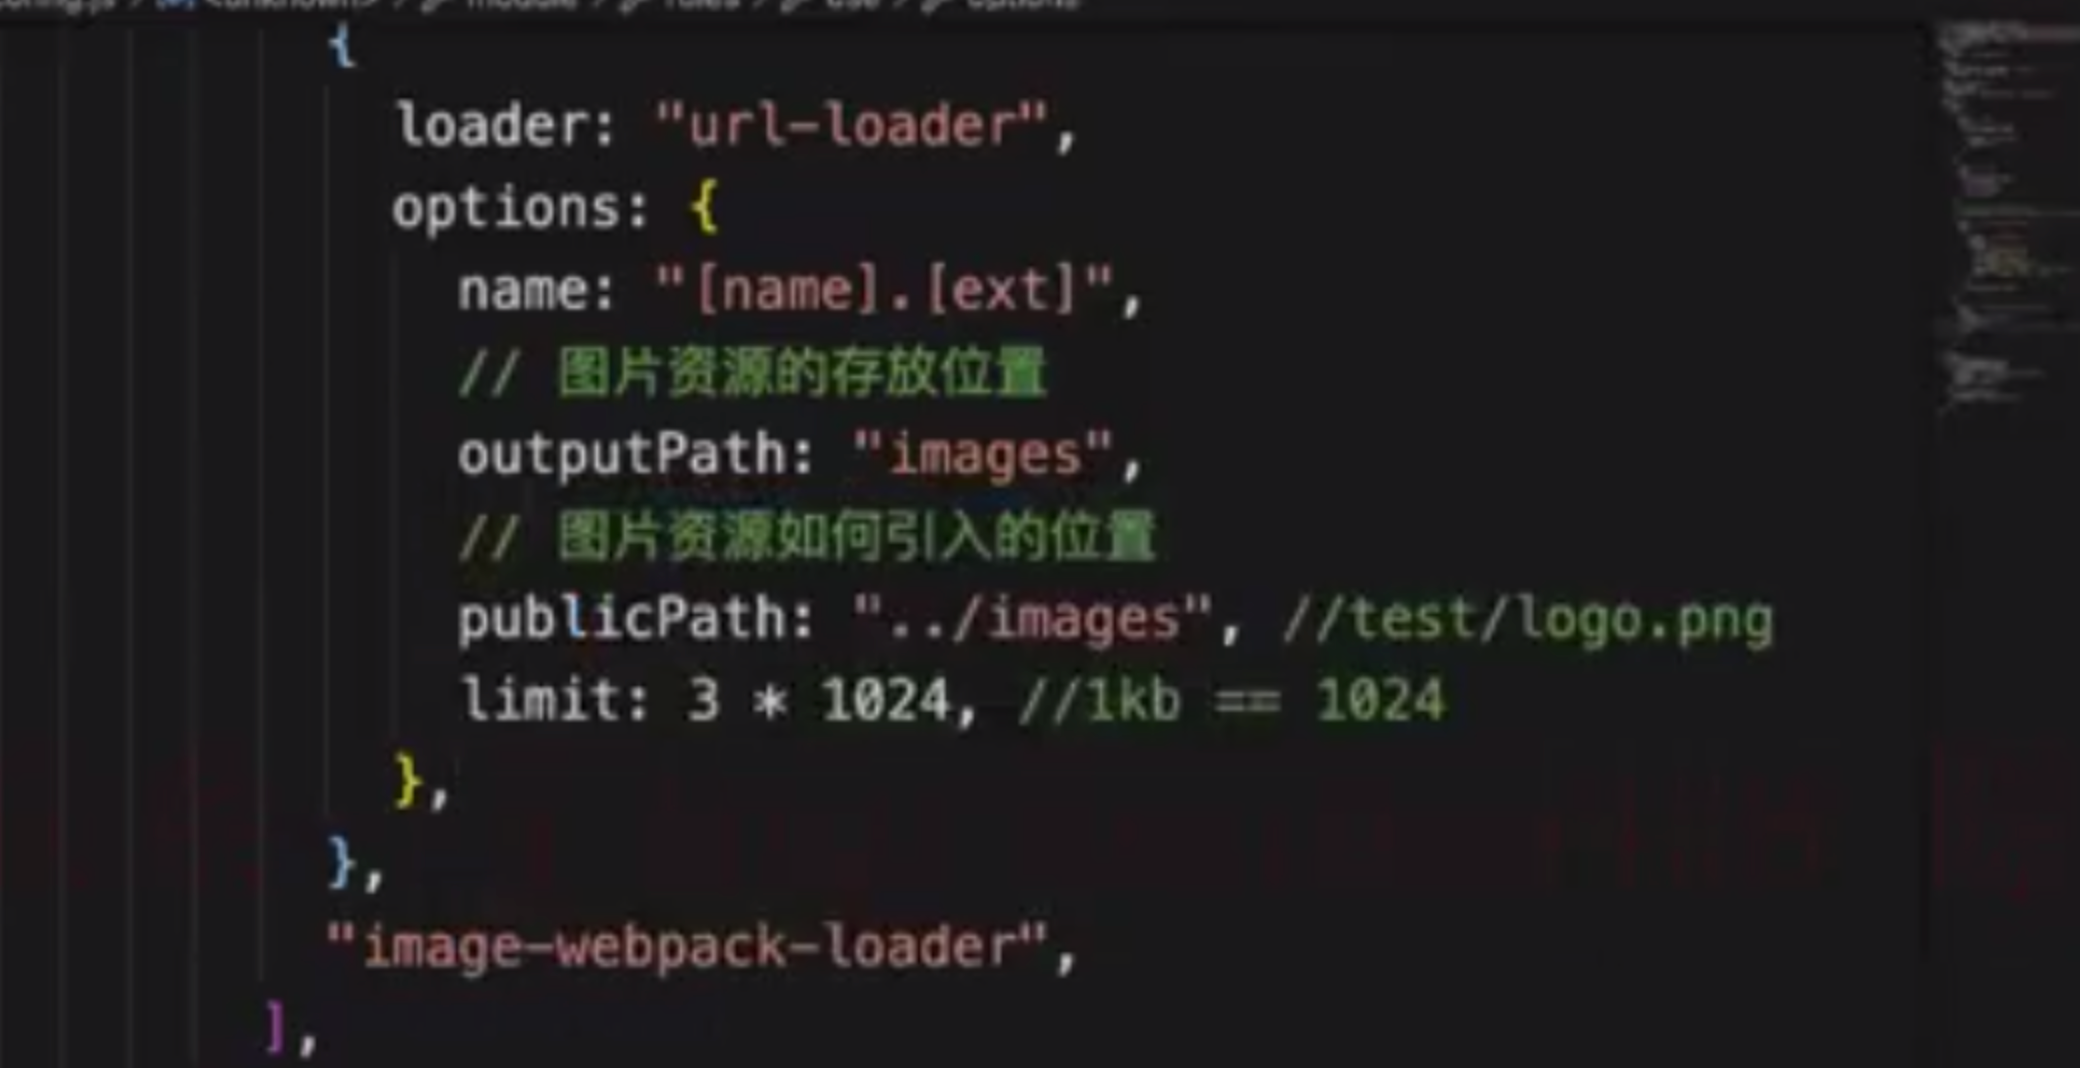 {
loader: "url-loader",
options: {
name: "[name].[ext]",
// 图片资源的存放位置
outputPath: "images",
// 图片资源如何引入的位置
publicPath: "../images", //test/logo.png
limit: 3 * 1024, //1kb == 1024
},
},
"image-webpack-loader",
],